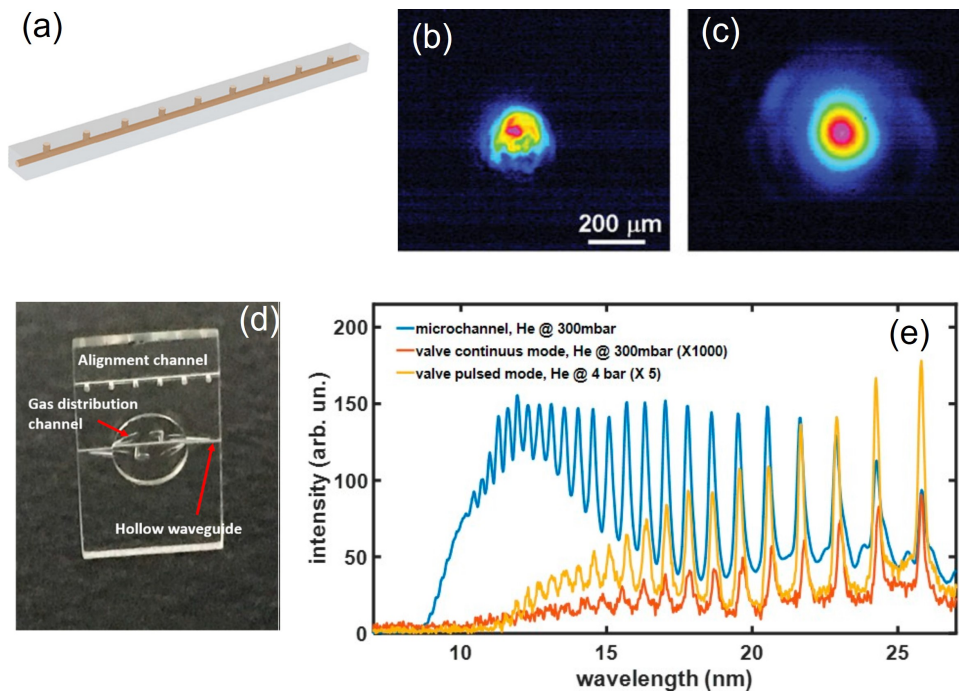 (a)
(b)
(c)
200 μm
(d)
Alignment channel
Gas distribution
channel
Hollow waveguide
(e)
microchannel, He @ 300mbar
valve continuus mode, He @ 300mbar (X1000)
valve pulsed mode, He @ 4 bar (X 5)
intensity (arb. un.)
200
150
100
50
0
10
15
20
25
wavelength (nm)